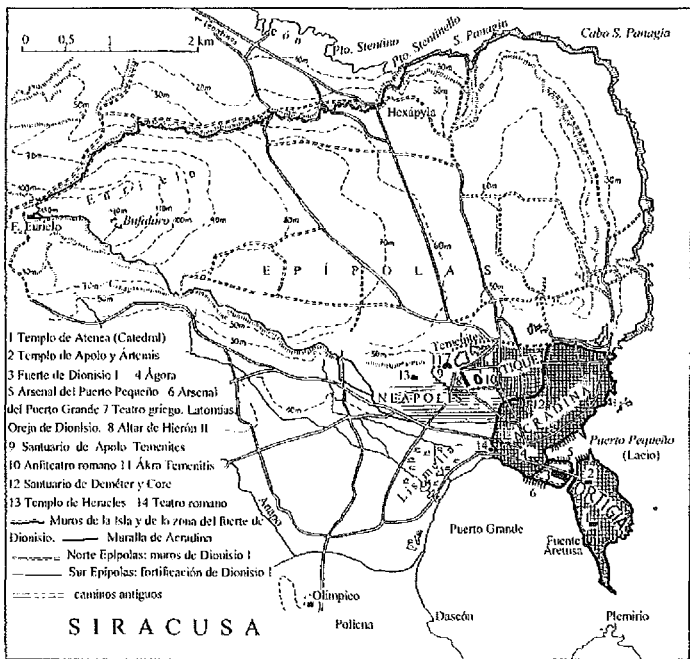 0 0,5 1 2 km
Pto. Stentino
Pto. Stentinello
S. Panagia
Cabo S. Panagia
Hexápyla
Bufaluro
F. Eurielo
EPÍPOLAS
Temenitis
TIQUE
NEÁPOLIS
ACRADINA
Lisimelia
Puerto Pequeño
(Lacio)
ORTIGIA
Puerto Grande
Fuente
Aretusa
Anapo
Olímpico
Policna
Dascón
Plemirio
1 Templo de Atenea (Catedral)
2 Templo de Apolo y Ártemis
3 Fuerte de Dionisio I 4 Ágora
5 Arsenal del Puerto Pequeño 6 Arsenal
del Puerto Grande 7 Teatro griego. Latomías
Oreja de Dionisio. 8 Altar de Hierón II
9 Santuario de Apolo Temenites
10 Anfiteatro romano 11 Ákra Temenitis
12 Santuario de Deméter y Core
13 Templo de Heracles 14 Teatro romano
Muros de la Isla y de la zona del fuerte de
Dionisio. Muralla de Acradina
Norte Epípolas: muros de Dionisio I
Sur Epípolas: fortificación de Dionisio I
caminos antiguos
SIRACUSA